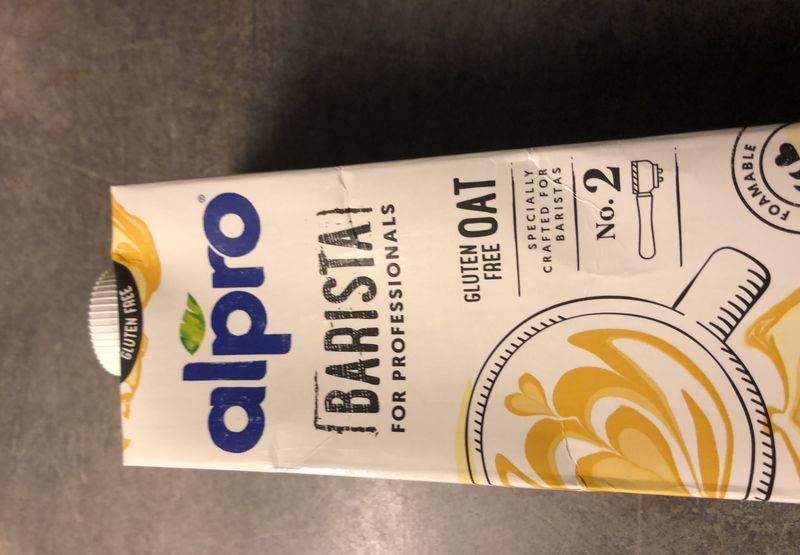 GLUTEN FREE
alpro®
BARISTA
FOR PROFESSIONALS
GLUTEN
FREE
OAT
SPECIALLY
CRAFTED FOR
BARISTAS
No. 2
FOAMABLE